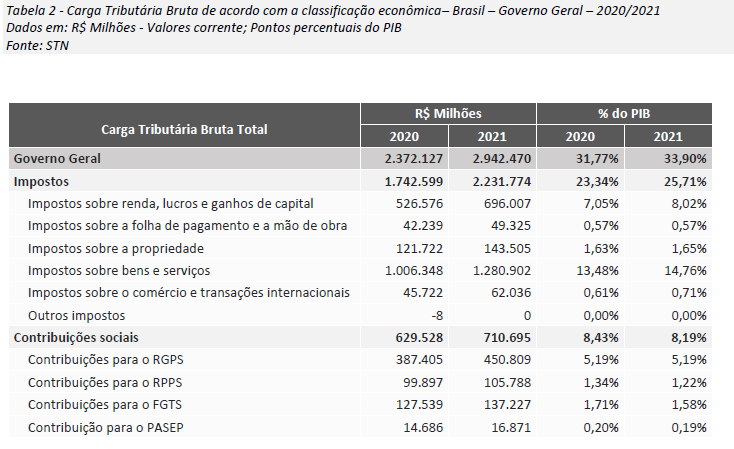 Tabela 2 - Carga Tributária Bruta de acordo com a classificação econômica– Brasil – Governo Geral – 2020/2021
Dados em: R$ Milhões - Valores corrente; Pontos percentuais do PIB
Fonte: STN
Carga Tributária Bruta Total R$ Milhões % do PIB
2020 2021 2020 2021
Governo Geral 2.372.127 2.942.470 31,77% 33,90%
Impostos 1.742.599 2.231.774 23,34% 25,71%
Impostos sobre renda, lucros e ganhos de capital 526.576 696.007 7,05% 8,02%
Impostos sobre a folha de pagamento e a mão de obra 42.239 49.325 0,57% 0,57%
Impostos sobre a propriedade 121.722 143.505 1,63% 1,65%
Impostos sobre bens e serviços 1.006.348 1.280.902 13,48% 14,76%
Impostos sobre o comércio e transações internacionais 45.722 62.036 0,61% 0,71%
Outros impostos -8 0 0,00% 0,00%
Contribuições sociais 629.528 710.695 8,43% 8,19%
Contribuições para o RGPS 387.405 450.809 5,19% 5,19%
Contribuições para o RPPS 99.897 105.788 1,34% 1,22%
Contribuições para o FGTS 127.539 137.227 1,71% 1,58%
Contribuição para o PASEP 14.686 16.871 0,20% 0,19%